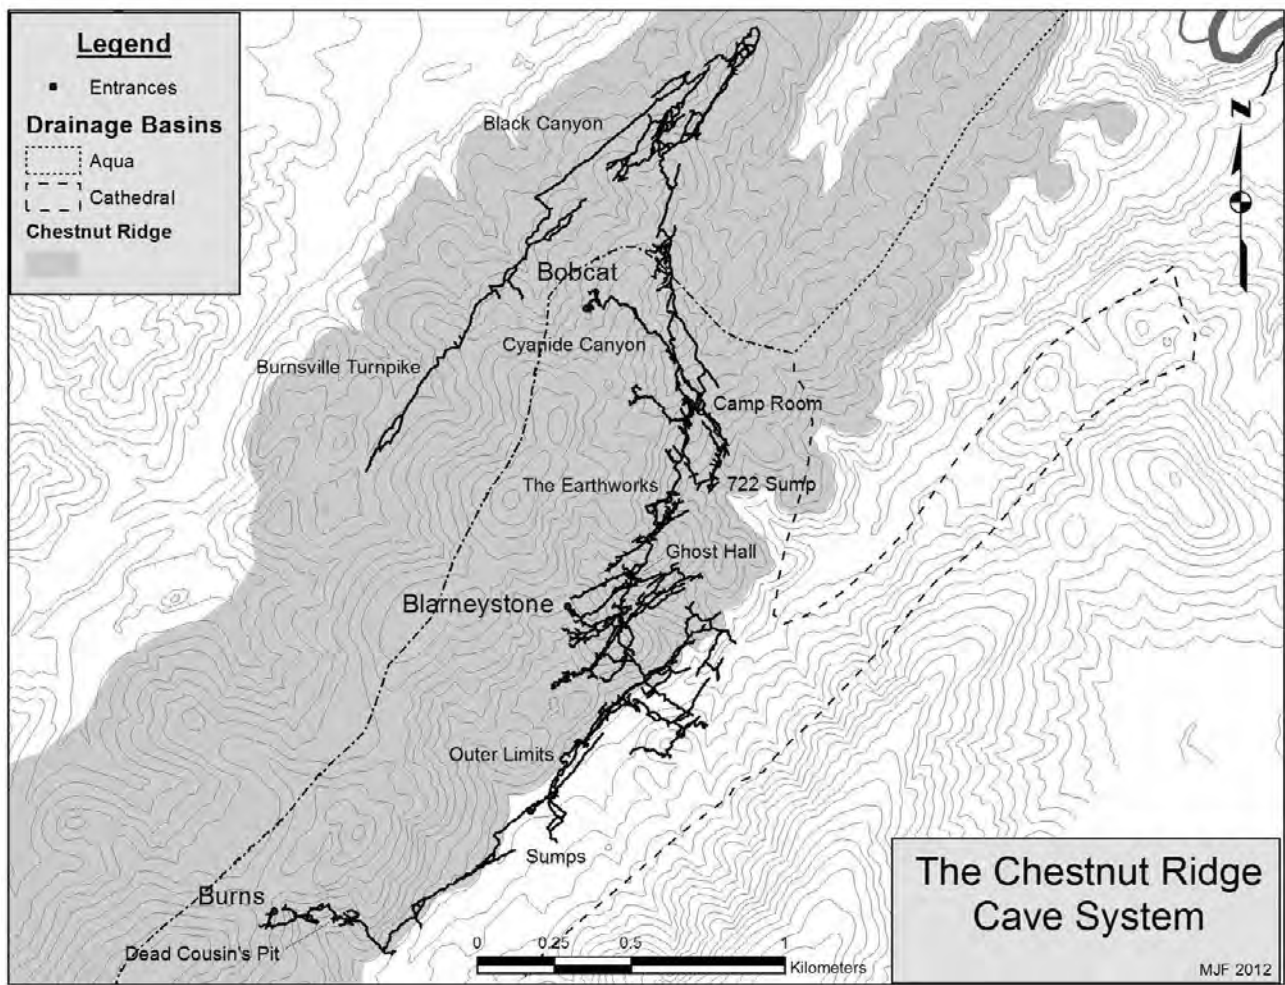 Legend
Entrances
Drainage Basins
Aqua
Cathedral
Chestnut Ridge
N
Black Canyon
Bobcat
Cyanide Canyon
Burnsville Turnpike
Camp Room
The Earthworks
722 Sump
Ghost Hall
Blarneystone
Outer Limits
Sumps
Burns
Dead Cousin's Pit
0 0.25 0.5 1
Kilometers
The Chestnut Ridge
Cave System
MJF 2012